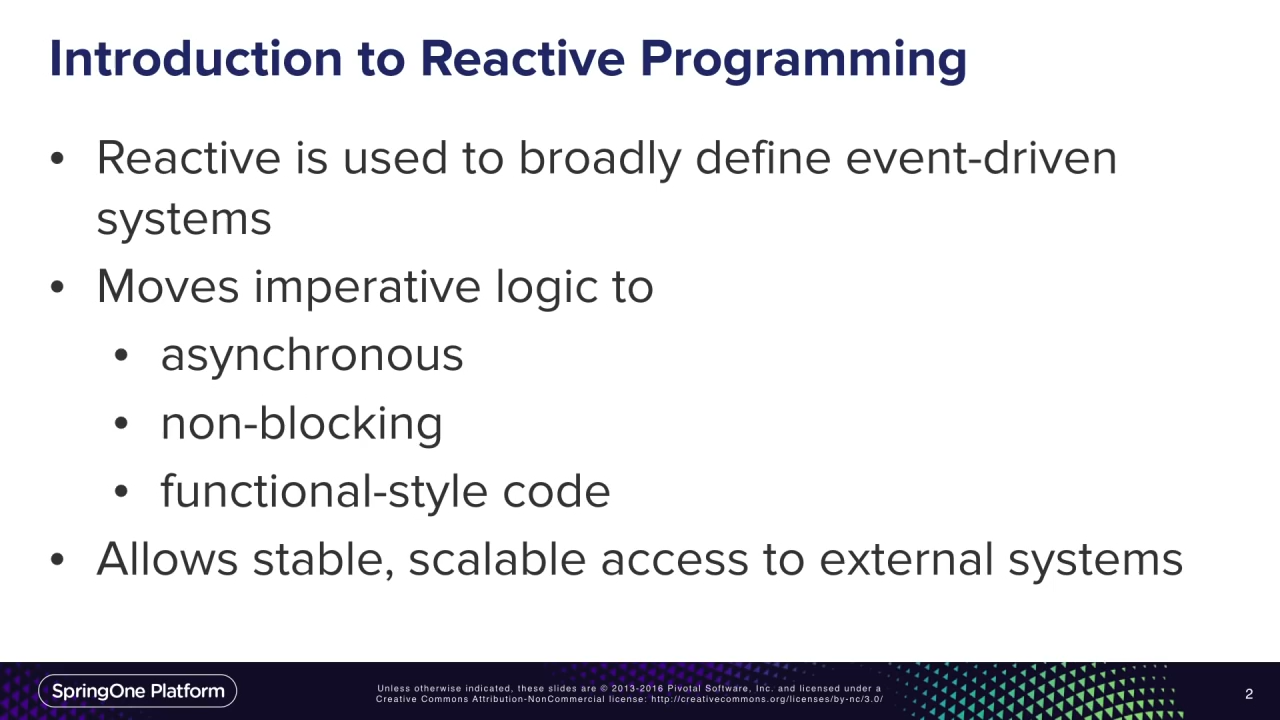 Introduction to Reactive Programming
• Reactive is used to broadly define event-driven
systems
• Moves imperative logic to
• asynchronous
• non-blocking
• functional-style code
• Allows stable, scalable access to external systems
SpringOne Platform
Unless otherwise indicated, these slides are © 2013-2016 Pivotal Software, Inc. and licensed under a
Creative Commons Attribution-NonCommercial license: http://creativecommons.org/licenses/by-nc/3.0/
2